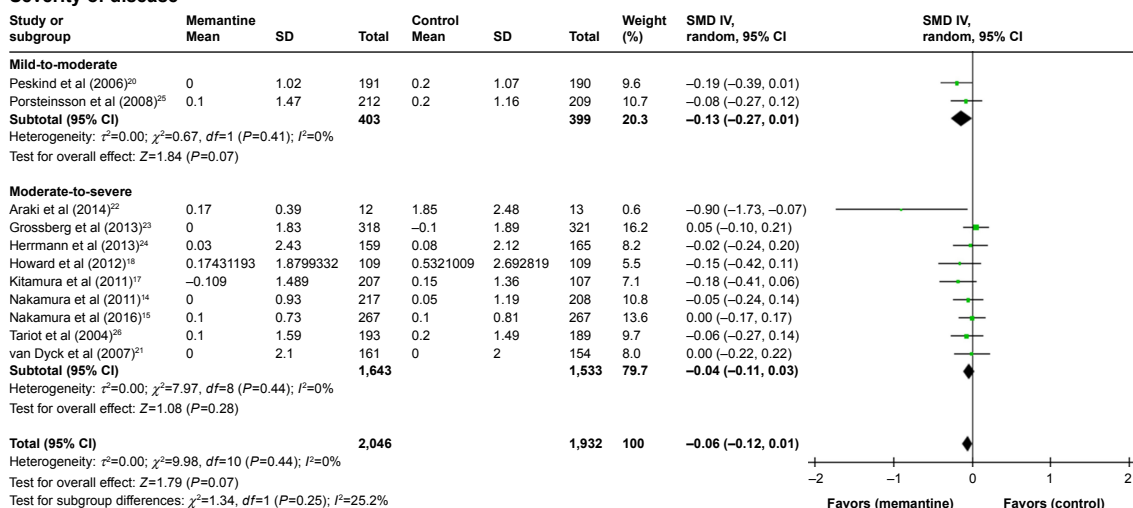 Severity of disease
Study or Memantine Control Weight SMD IV, SMD IV,
subgroup Mean SD Total Mean SD Total (%) random, 95% CI random, 95% CI
Mild-to-moderate
Peskind et al (2006)²⁰ 0 1.02 191 0.2 1.07 190 9.6 −0.19 (−0.39, 0.01)
Porsteinsson et al (2008)²⁵ 0.1 1.47 212 0.2 1.16 209 10.7 −0.08 (−0.27, 0.12)
Subtotal (95% CI) 403 399 20.3 −0.13 (−0.27, 0.01)
Heterogeneity: τ²=0.00; χ²=0.67, df=1 (P=0.41); I²=0%
Test for overall effect: Z=1.84 (P=0.07)
Moderate-to-severe
Araki et al (2014)²² 0.17 0.39 12 1.85 2.48 13 0.6 −0.90 (−1.73, −0.07)
Grossberg et al (2013)²³ 0 1.83 318 −0.1 1.89 321 16.2 0.05 (−0.10, 0.21)
Herrmann et al (2013)²⁴ 0.03 2.43 159 0.08 2.12 165 8.2 −0.02 (−0.24, 0.20)
Howard et al (2012)¹⁸ 0.17431193 1.8799332 109 0.5321009 2.692819 109 5.5 −0.15 (−0.42, 0.11)
Kitamura et al (2011)¹⁷ −0.109 1.489 207 0.15 1.36 107 7.1 −0.18 (−0.41, 0.06)
Nakamura et al (2011)¹⁴ 0 0.93 217 0.05 1.19 208 10.8 −0.05 (−0.24, 0.14)
Nakamura et al (2016)¹⁵ 0.1 0.73 267 0.1 0.81 267 13.6 0.00 (−0.17, 0.17)
Tariot et al (2004)²⁶ 0.1 1.59 193 0.2 1.49 189 9.7 −0.06 (−0.27, 0.14)
van Dyck et al (2007)²¹ 0 2.1 161 0 2 154 8.0 0.00 (−0.22, 0.22)
Subtotal (95% CI) 1,643 1,533 79.7 −0.04 (−0.11, 0.03)
Heterogeneity: τ²=0.00; χ²=7.97, df=8 (P=0.44); I²=0%
Test for overall effect: Z=1.08 (P=0.28)
Total (95% CI) 2,046 1,932 100 −0.06 (−0.12, 0.01)
Heterogeneity: τ²=0.00; χ²=9.98, df=10 (P=0.44); I²=0%
Test for overall effect: Z=1.79 (P=0.07)
Test for subgroup differences: χ²=1.34, df=1 (P=0.25); I²=25.2%
−2 −1 0 1 2
Favors (memantine) Favors (control)